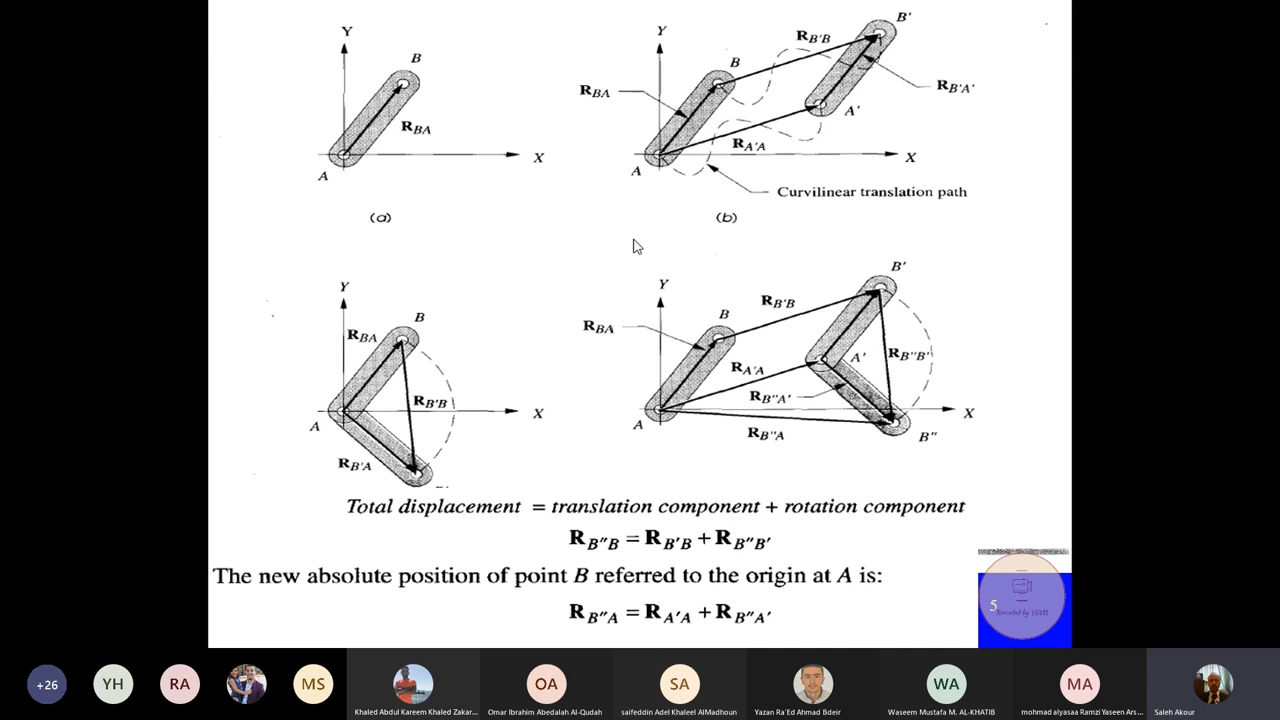 Y
B
R_BA
X
A
(a)
Y
B'
R_B'B
B
R_BA
R_B'A'
A'
R_A'A
X
A
Curvilinear translation path
(b)
Y
B
R_BA
R_B'B
X
A
R_B'A
Y
B'
R_B'B
B
R_BA
A'
R_B"B'
R_A'A
R_B"A'
X
A
R_B"A
B"
Total displacement = translation component + rotation component
R_B"B = R_B'B + R_B"B'
The new absolute position of point B referred to the origin at A is:
R_B"A = R_A'A + R_B"A'
5
Recorded by YGUM
+26
YH
RA
MS
OA
SA
WA
MA
Khaled Abdul Kareem Khaled Zakar...
Omar Ibrahim Abedalah Al-Qudah
saifeddin Adel Khaleel AlMadhoun
Yazan Ra'Ed Ahmad Bdeir
Waseem Mustafa M. AL-KHATIB
mohmad alyasaa Ramzi Yaseen Ars...
Saleh Akour